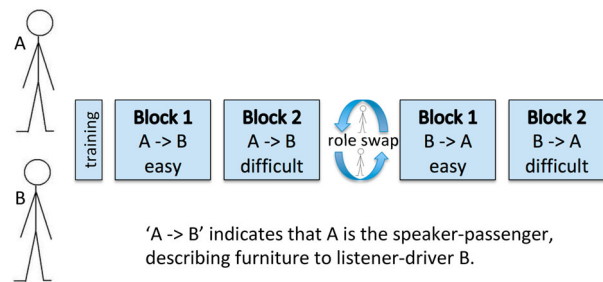 A
B
training
Block 1
A -> B
easy
Block 2
A -> B
difficult
role swap
Block 1
B -> A
easy
Block 2
B -> A
difficult
‘A -> B’ indicates that A is the speaker-passenger,
describing furniture to listener-driver B.